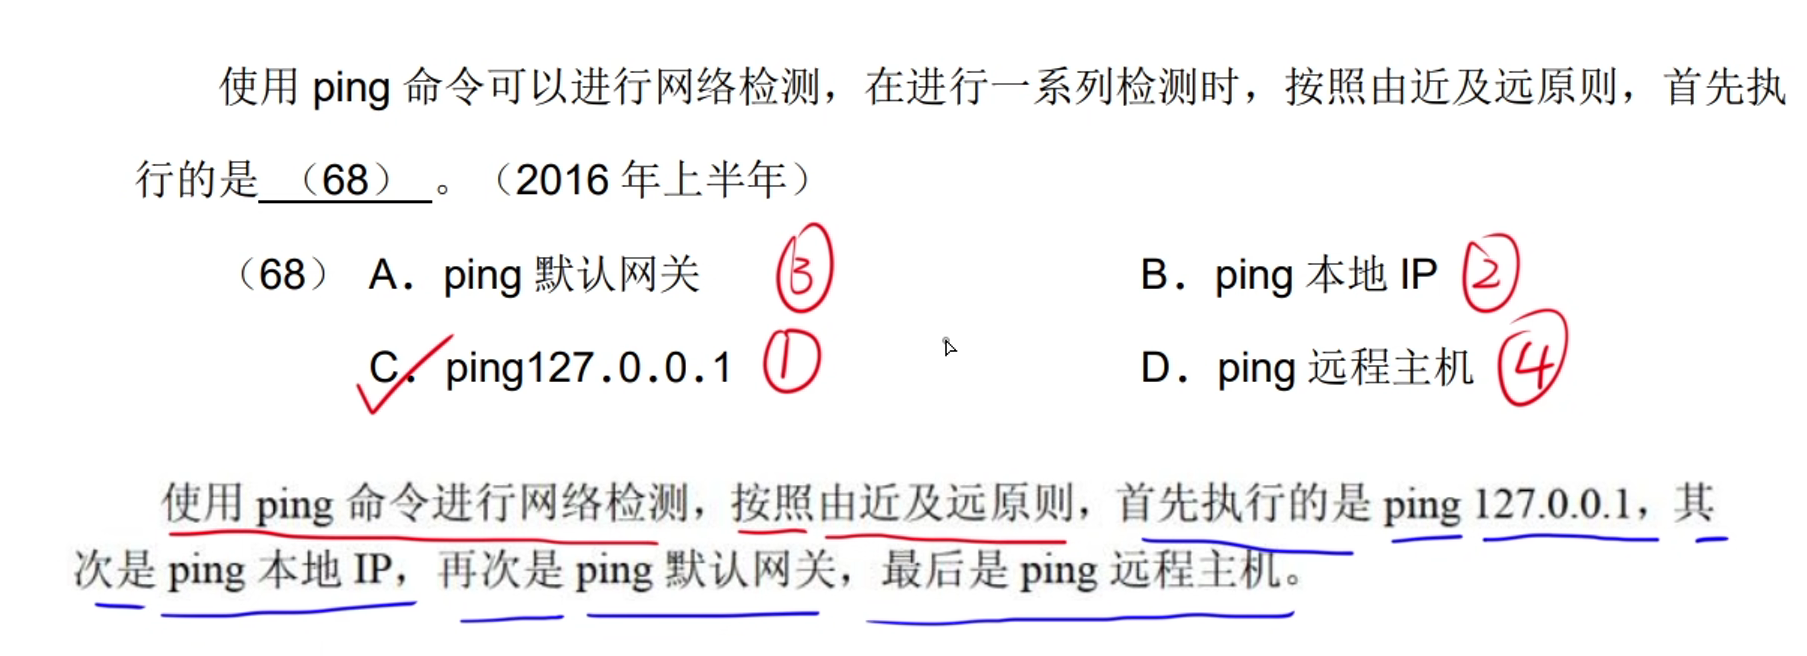 使用 ping 命令可以进行网络检测，在进行一系列检测时，按照由近及远原则，首先执
行的是 （68） 。（2016 年上半年）
（68） A．ping 默认网关 ③ B．ping 本地 IP ②
C．ping127.0.0.1 ① D．ping 远程主机 ④
使用 ping 命令进行网络检测，按照由近及远原则，首先执行的是 ping 127.0.0.1，其
次是 ping 本地 IP，再次是 ping 默认网关，最后是 ping 远程主机。